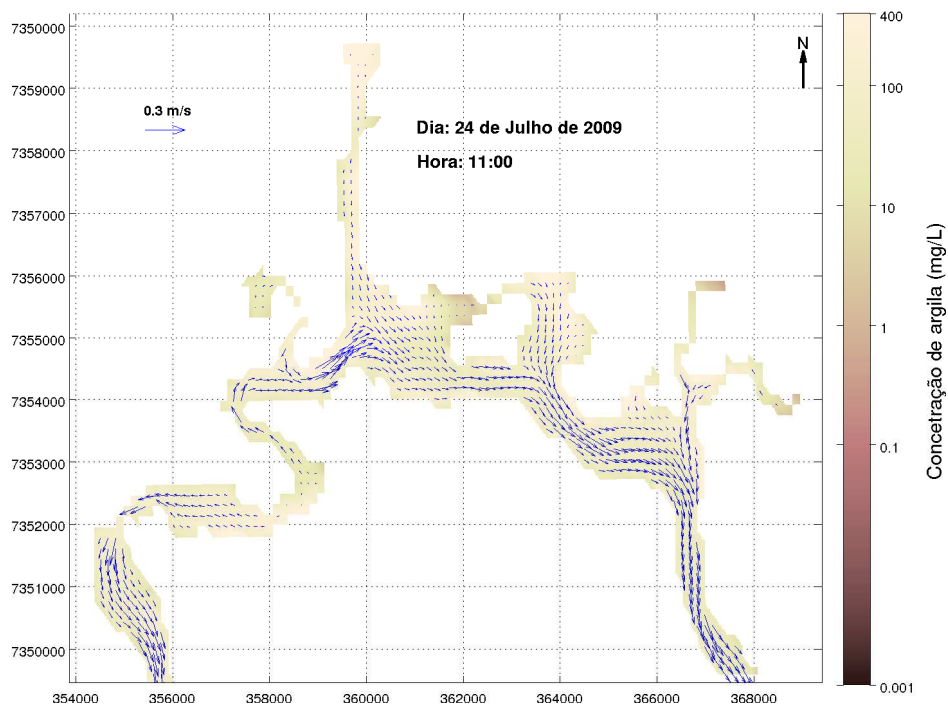 7350000
7359000
7358000
7357000
7356000
7355000
7354000
7353000
7352000
7351000
7350000
354000 356000 358000 360000 362000 364000 366000 368000
0.3 m/s
Dia: 24 de Julho de 2009
Hora: 11:00
N
400
100
10
1
0.1
0.001
Concetração de argila (mg/L)